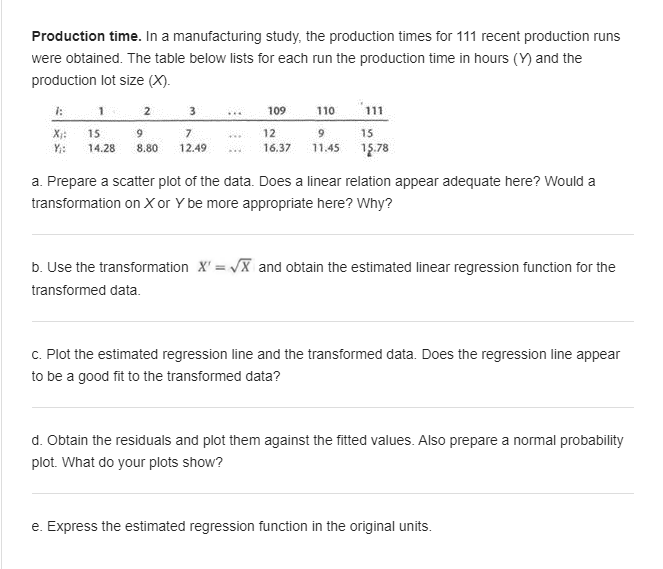 Production time. In a manufacturing study, the production times for 111 recent production runs
were obtained. The table below lists for each run the production time in hours (Y) and the
production lot size (X).
i: 1 2 3 ... 109 110 111
Xi: 15 9 7 ... 12 9 15
Yi: 14.28 8.80 12.49 ... 16.37 11.45 15.78
a. Prepare a scatter plot of the data. Does a linear relation appear adequate here? Would a
transformation on X or Y be more appropriate here? Why?
b. Use the transformation X' = √X and obtain the estimated linear regression function for the
transformed data.
c. Plot the estimated regression line and the transformed data. Does the regression line appear
to be a good fit to the transformed data?
d. Obtain the residuals and plot them against the fitted values. Also prepare a normal probability
plot. What do your plots show?
e. Express the estimated regression function in the original units.